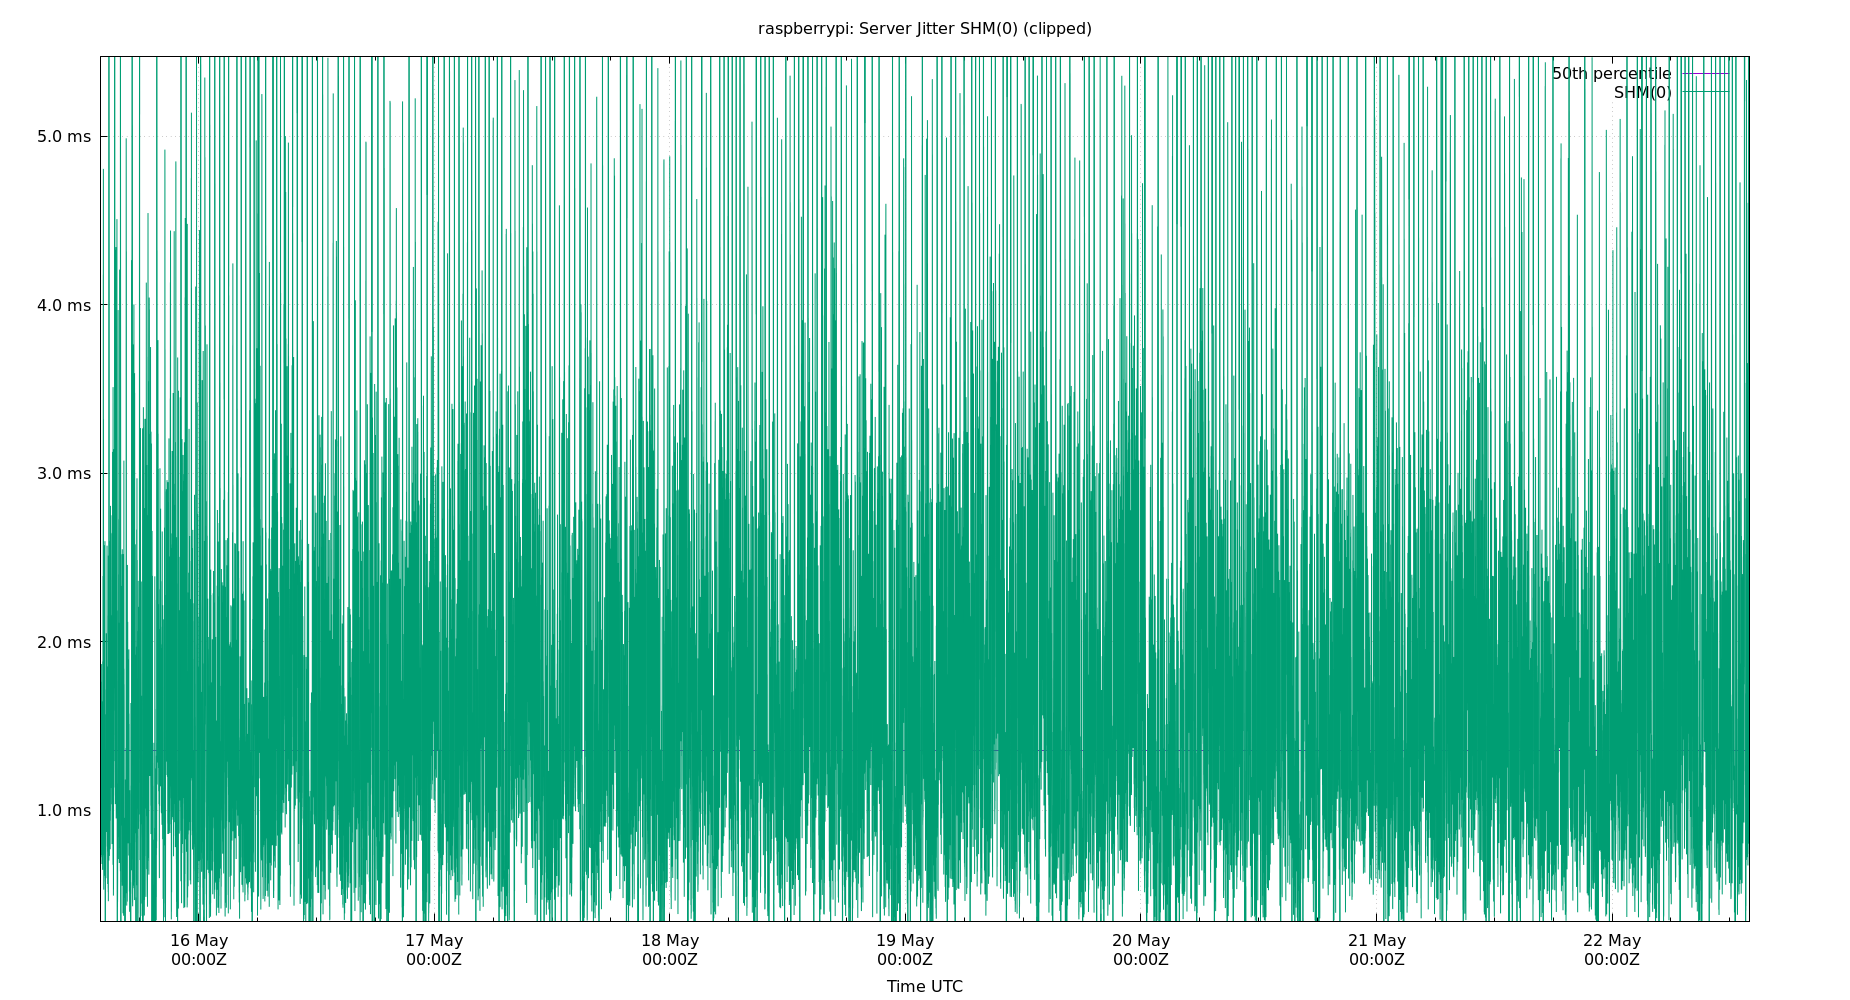 raspberrypi: Server Jitter SHM(0) (clipped)
50th percentile
SHM(0)
5.0 ms
4.0 ms
3.0 ms
2.0 ms
1.0 ms
16 May 17 May 18 May 19 May 20 May 21 May 22 May
00:00Z 00:00Z 00:00Z 00:00Z 00:00Z 00:00Z 00:00Z
Time UTC